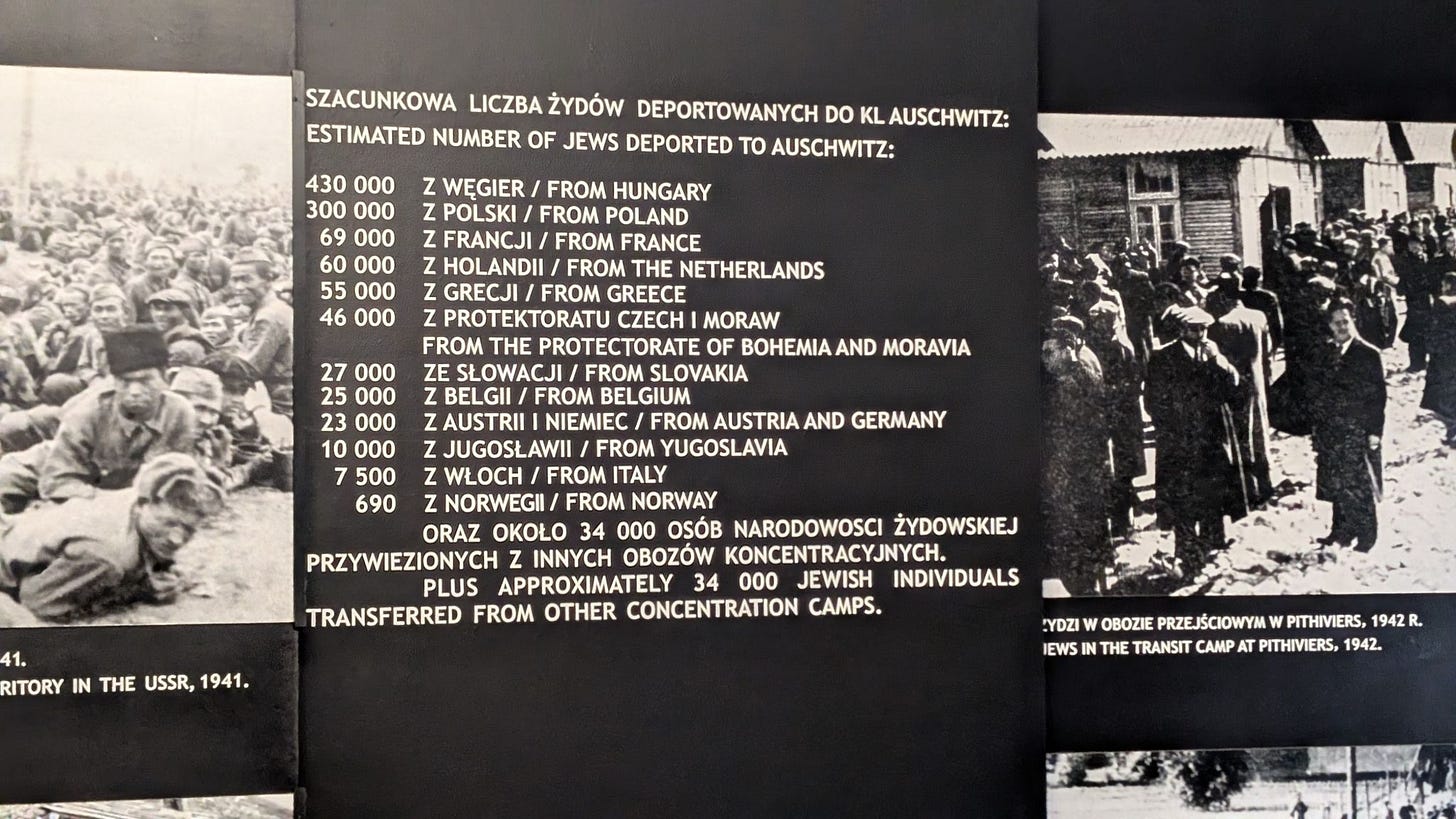 SZACUNKOWA LICZBA ŻYDÓW DEPORTOWANYCH DO KL AUSCHWITZ:
ESTIMATED NUMBER OF JEWS DEPORTED TO AUSCHWITZ:
430 000 Z WĘGIER / FROM HUNGARY
300 000 Z POLSKI / FROM POLAND
69 000 Z FRANCJI / FROM FRANCE
60 000 Z HOLANDII / FROM THE NETHERLANDS
55 000 Z GRECJI / FROM GREECE
46 000 Z PROTEKTORATU CZECH I MORAW
FROM THE PROTECTORATE OF BOHEMIA AND MORAVIA
27 000 ZE SŁOWACJI / FROM SLOVAKIA
25 000 Z BELGII / FROM BELGIUM
23 000 Z AUSTRII I NIEMIEC / FROM AUSTRIA AND GERMANY
10 000 Z JUGOSŁAWII / FROM YUGOSLAVIA
7 500 Z WŁOCH / FROM ITALY
690 Z NORWEGII / FROM NORWAY
ORAZ OKOŁO 34 000 OSÓB NARODOWOSCI ŻYDOWSKIEJ
PRZYWIEZIONYCH Z INNYCH OBOZÓW KONCENTRACYJNYCH.
PLUS APPROXIMATELY 34 000 JEWISH INDIVIDUALS
TRANSFERRED FROM OTHER CONCENTRATION CAMPS.
41.
RITORY IN THE USSR, 1941.
ŻYDZI W OBOZIE PRZEJŚCIOWYM W PITHIVIERS, 1942 R.
JEWS IN THE TRANSIT CAMP AT PITHIVIERS, 1942.